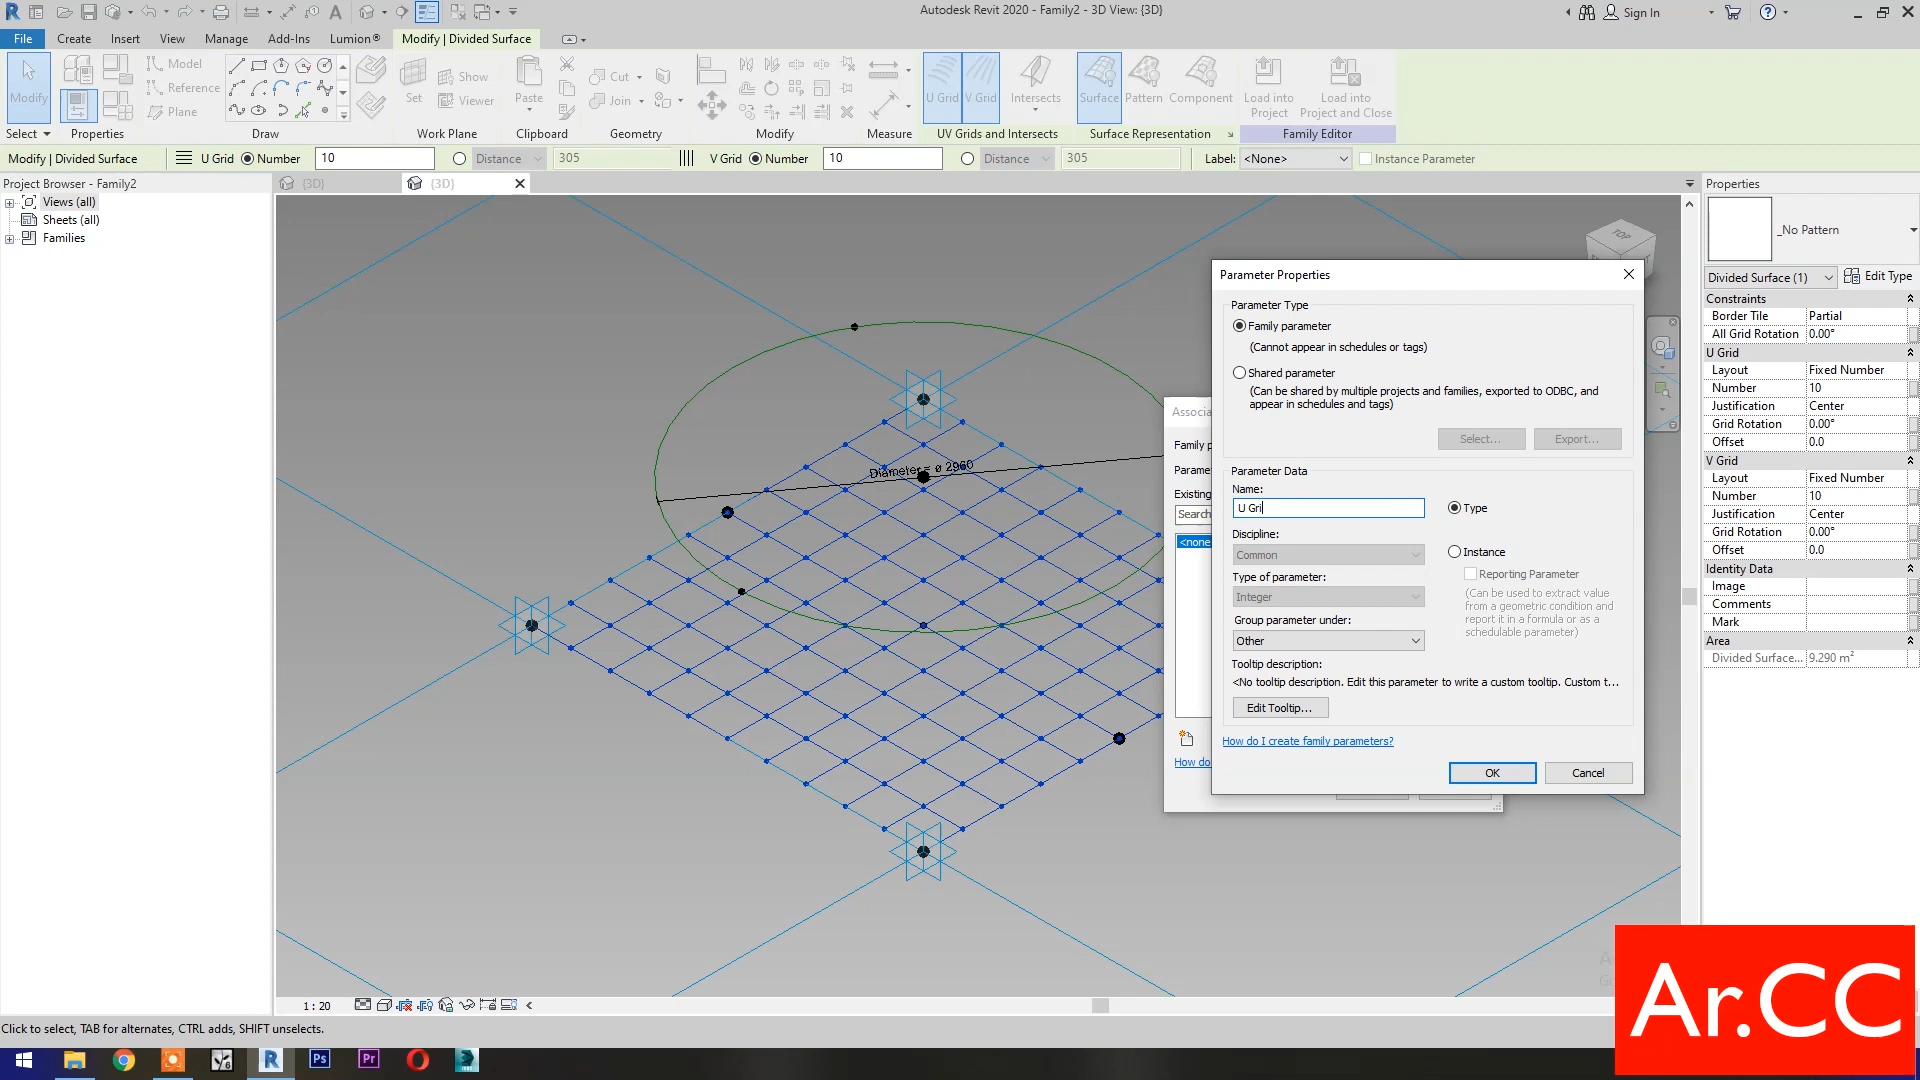 Autodesk Revit 2020 - Family2 - 3D View: {3D}
Sign In
File
Create
Insert
View
Manage
Add-Ins
Lumion®
Modify | Divided Surface
Modify
Model
Reference
Plane
Set
Show
Viewer
Paste
Cut
Join
U Grid
V Grid
Intersects
Surface
Pattern
Component
Load into
Project
Load into
Project and Close
Select
Properties
Draw
Work Plane
Clipboard
Geometry
Modify
Measure
UV Grids and Intersects
Surface Representation
Family Editor
Modify | Divided Surface
U Grid
Number
10
Distance
305
V Grid
Number
10
Distance
305
Label:
<None>
Instance Parameter
Project Browser - Family2
{3D}
{3D}
Views (all)
Sheets (all)
Families
TOP
Diameter = ø 2960
Associ
Family p
Parame
Existing
Search
<none
How do
Parameter Properties
Parameter Type
Family parameter
(Cannot appear in schedules or tags)
Shared parameter
(Can be shared by multiple projects and families, exported to ODBC, and
appear in schedules and tags)
Select...
Export...
Parameter Data
Name:
U Gri
Type
Discipline:
Common
Instance
Type of parameter:
Reporting Parameter
Integer
(Can be used to extract value
from a geometric condition and
report it in a formula or as a
schedulable parameter)
Group parameter under:
Other
Tooltip description:
<No tooltip description. Edit this parameter to write a custom tooltip. Custom t...
Edit Tooltip...
How do I create family parameters?
OK
Cancel
Properties
_No Pattern
Divided Surface (1)
Edit Type
Constraints
Border Tile
Partial
All Grid Rotation
0.00°
U Grid
Layout
Fixed Number
Number
10
Justification
Center
Grid Rotation
0.00°
Offset
0.0
V Grid
Layout
Fixed Number
Number
10
Justification
Center
Grid Rotation
0.00°
Offset
0.0
Identity Data
Image
Comments
Mark
Area
Divided Surface...
9.290 m²
1 : 20
Click to select, TAB for alternates, CTRL adds, SHIFT unselects.
Ps
Pr
Ar.CC